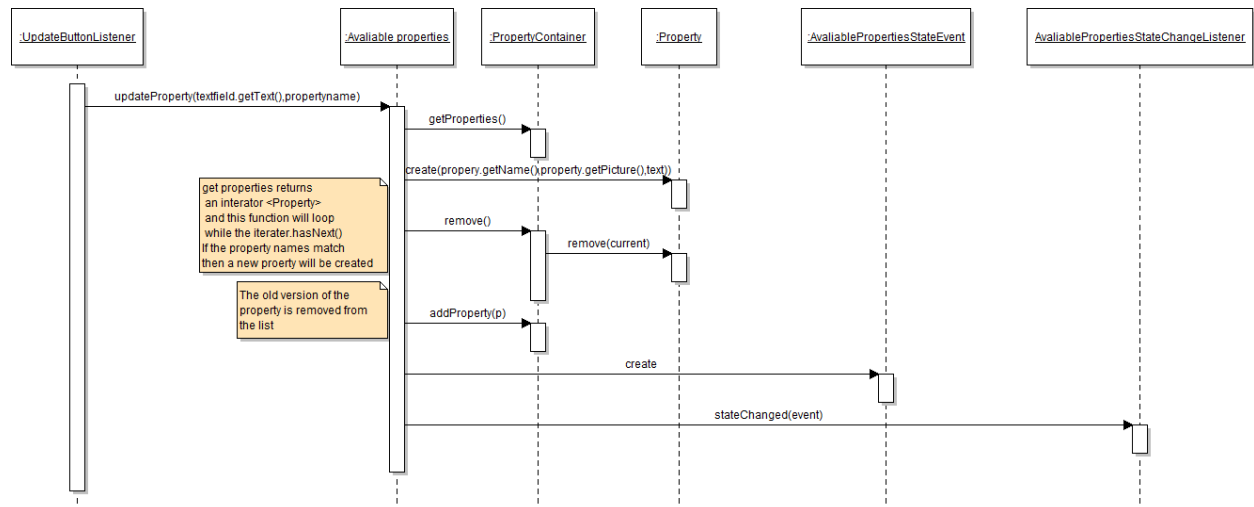 :UpdateButtonListener
:Avaliable properties
:PropertyContainer
:Property
:AvaliablePropertiesStateEvent
AvaliablePropertiesStateChangeListener
updateProperty(textfield.getText(),propertyname)
getProperties()
create(propery.getName(),property.getPicture(),text))
get properties returns
an interator <Property>
and this function will loop
while the iterater.hasNext()
If the property names match
then a new proerty will be created
remove()
remove(current)
The old version of the
property is removed from
the list
addProperty(p)
create
stateChanged(event)